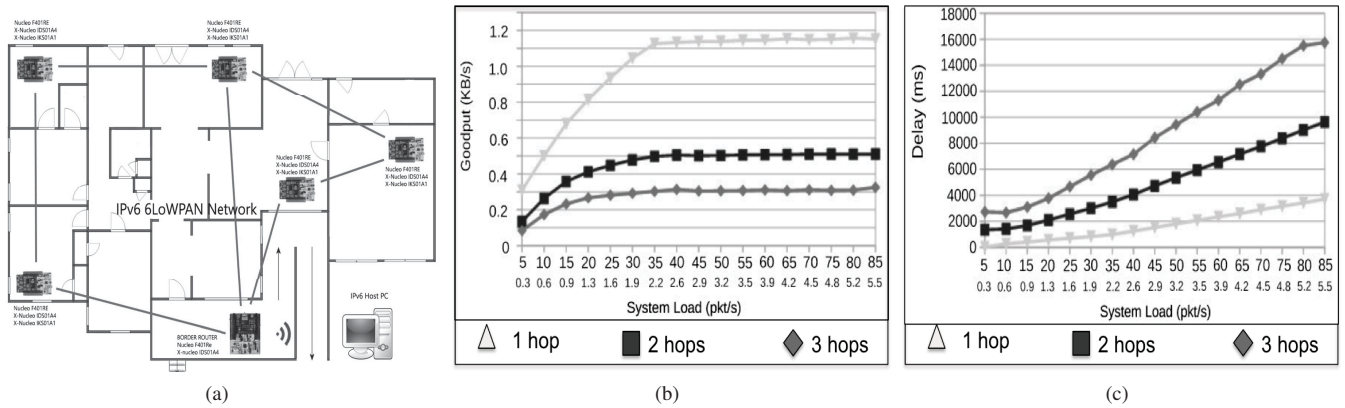 Nucleo F401RE
X-Nucleo IDS01A4
X-Nucleo IKS01A1
Nucleo F401RE
X-Nucleo IDS01A4
X-Nucleo IKS01A1
Nucleo F401RE
X-Nucleo IDS01A4
X-Nucleo IKS01A1
Nucleo F401RE
X-Nucleo IDS01A4
X-Nucleo IKS01A1
IPv6 6LoWPAN Network
Nucleo F401RE
X-Nucleo IDS01A4
X-Nucleo IKS01A1
BORDER ROUTER
Nucleo F401Re
X-nucleo IDS01A4
IPv6 Host PC
(a)
Goodput (KB/s)
1.2
1.0
0.8
0.6
0.4
0.2
0
5 10 15 20 25 30 35 40 45 50 55 60 65 70 75 80 85
0.3 0.6 0.9 1.3 1.6 1.9 2.2 2.6 2.9 3.2 3.5 3.9 4.2 4.5 4.8 5.2 5.5
System Load (pkt/s)
1 hop 2 hops 3 hops
(b)
Delay (ms)
18000
16000
14000
12000
10000
8000
6000
4000
2000
0
5 10 15 20 25 30 35 40 45 50 55 60 65 70 75 80 85
0.3 0.6 0.9 1.3 1.6 1.9 2.2 2.6 2.9 3.2 3.5 3.9 4.2 4.5 4.8 5.2 5.5
System Load (pkt/s)
1 hop 2 hops 3 hops
(c)